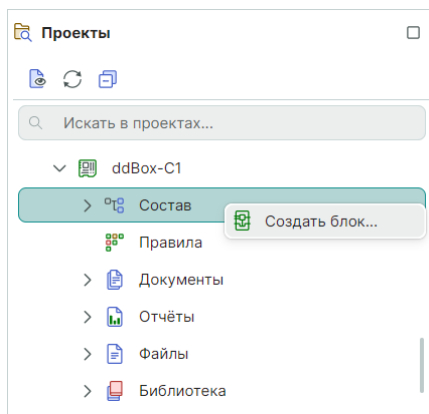 Проекты
Искать в проектах...
ddBox-C1
Состав
Создать блок...
Правила
Документы
Отчёты
Файлы
Библиотека